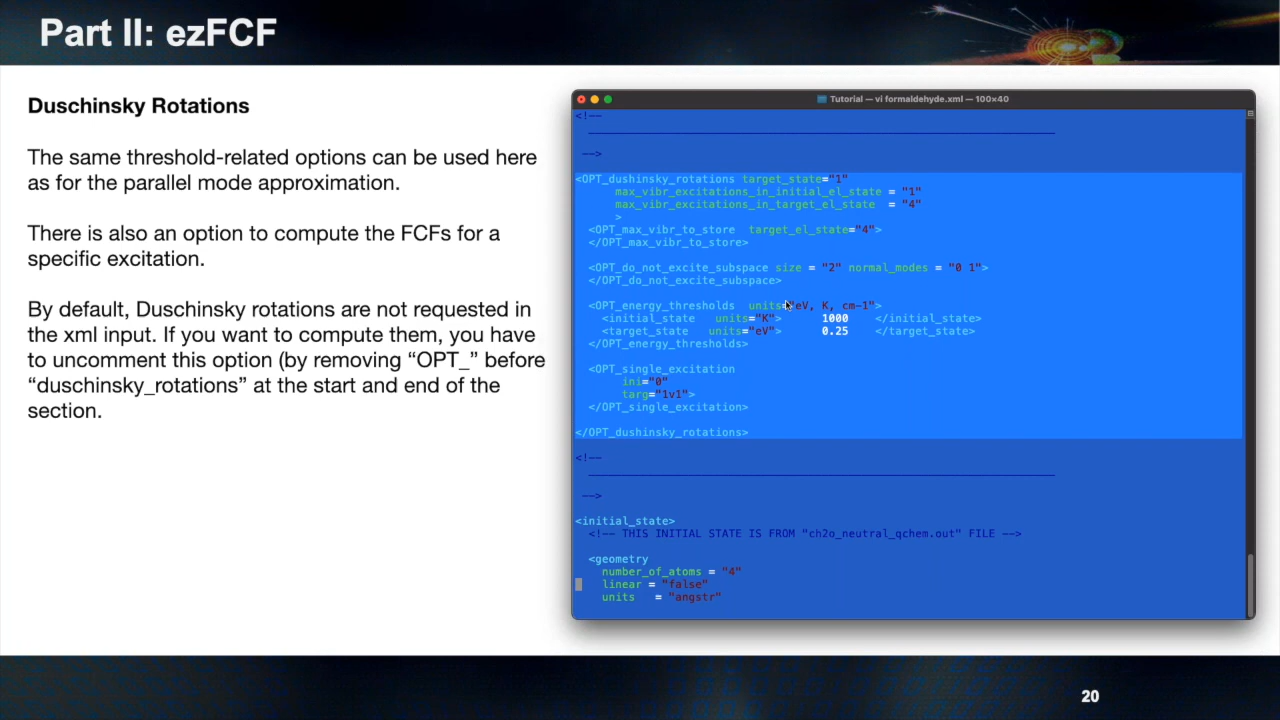 Part II: ezFCF
Duschinsky Rotations
The same threshold-related options can be used here
as for the parallel mode approximation.
There is also an option to compute the FCFs for a
specific excitation.
By default, Duschinsky rotations are not requested in
the xml input. If you want to compute them, you have
to uncomment this option (by removing “OPT_” before
“duschinsky_rotations” at the start and end of the
section.
Tutorial — vi formaldehyde.xml — 100×40
<!--
-->
<OPT_dushinsky_rotations target_state="1"
max_vibr_excitations_in_initial_el_state = "1"
max_vibr_excitations_in_target_el_state = "4"
>
<OPT_max_vibr_to_store target_el_state="4">
</OPT_max_vibr_to_store>
<OPT_do_not_excite_subspace size = "2" normal_modes = "0 1">
</OPT_do_not_excite_subspace>
<OPT_energy_thresholds units="eV, K, cm-1">
<initial_state units="K"> 1000 </initial_state>
<target_state units="eV"> 0.25 </target_state>
</OPT_energy_thresholds>
<OPT_single_excitation
ini="0"
targ="1v1">
</OPT_single_excitation>
</OPT_dushinsky_rotations>
<!--
-->
<initial_state>
<!-- THIS INITIAL STATE IS FROM "ch2o_neutral_qchem.out" FILE -->
<geometry
number_of_atoms = "4"
linear = "false"
units = "angstr"
20